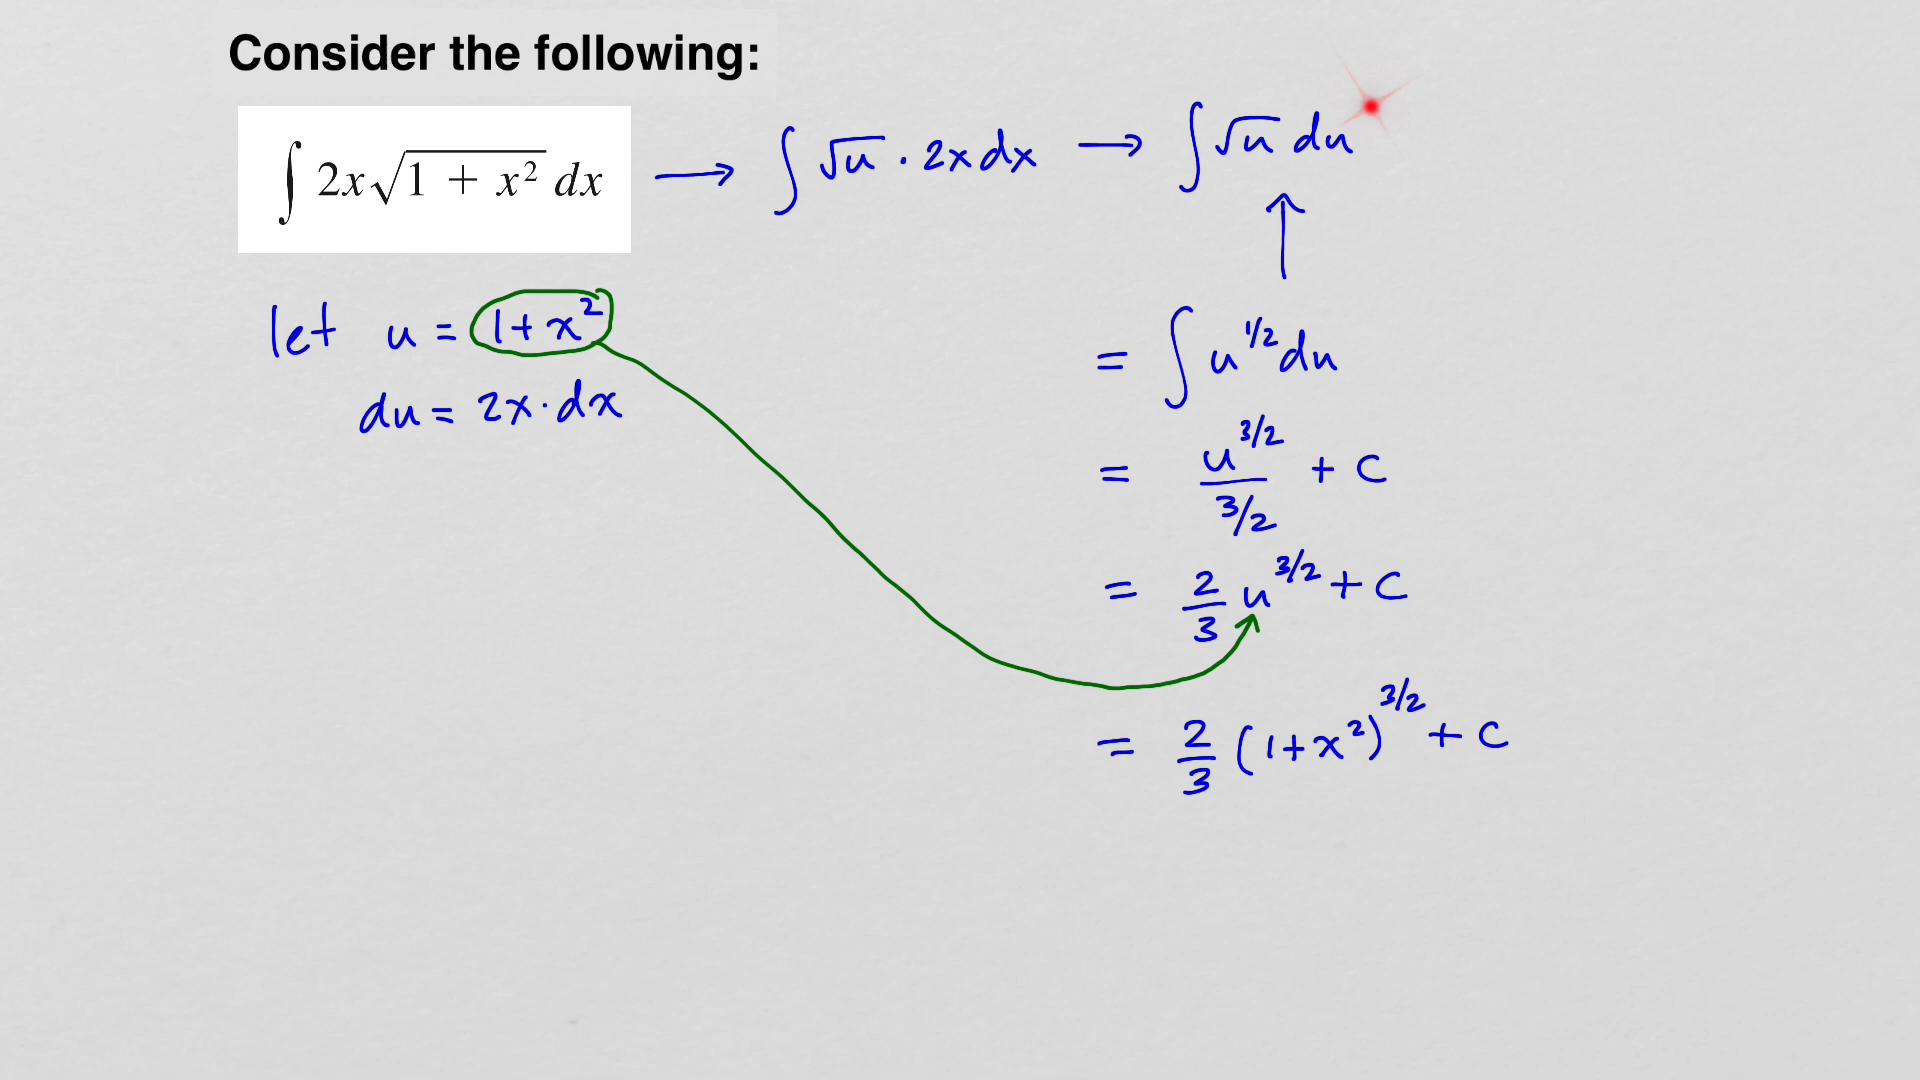 Consider the following:
∫ 2x√(1 + x²) dx → ∫ √u · 2x dx → ∫ √u du
↑
let u = 1+x²
du = 2x · dx
= ∫ u^(1/2) du
= u^(3/2) / (3/2) + C
= 2/3 u^(3/2) + C
= 2/3 (1+x²)^(3/2) + C